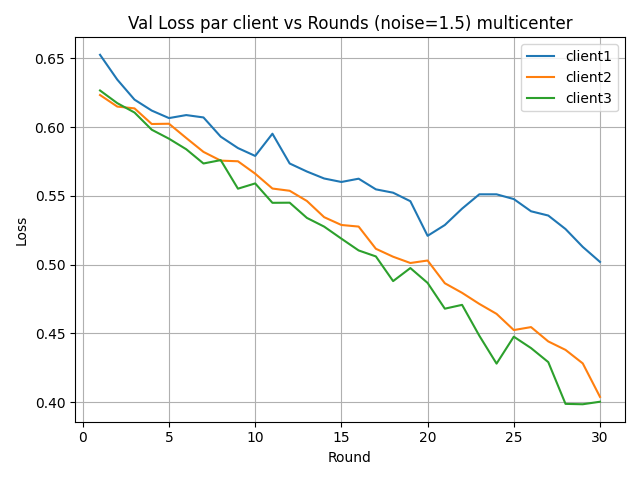 Val Loss par client vs Rounds (noise=1.5) multicenter
client1
client2
client3
Loss
0.65
0.60
0.55
0.50
0.45
0.40
0 5 10 15 20 25 30
Round